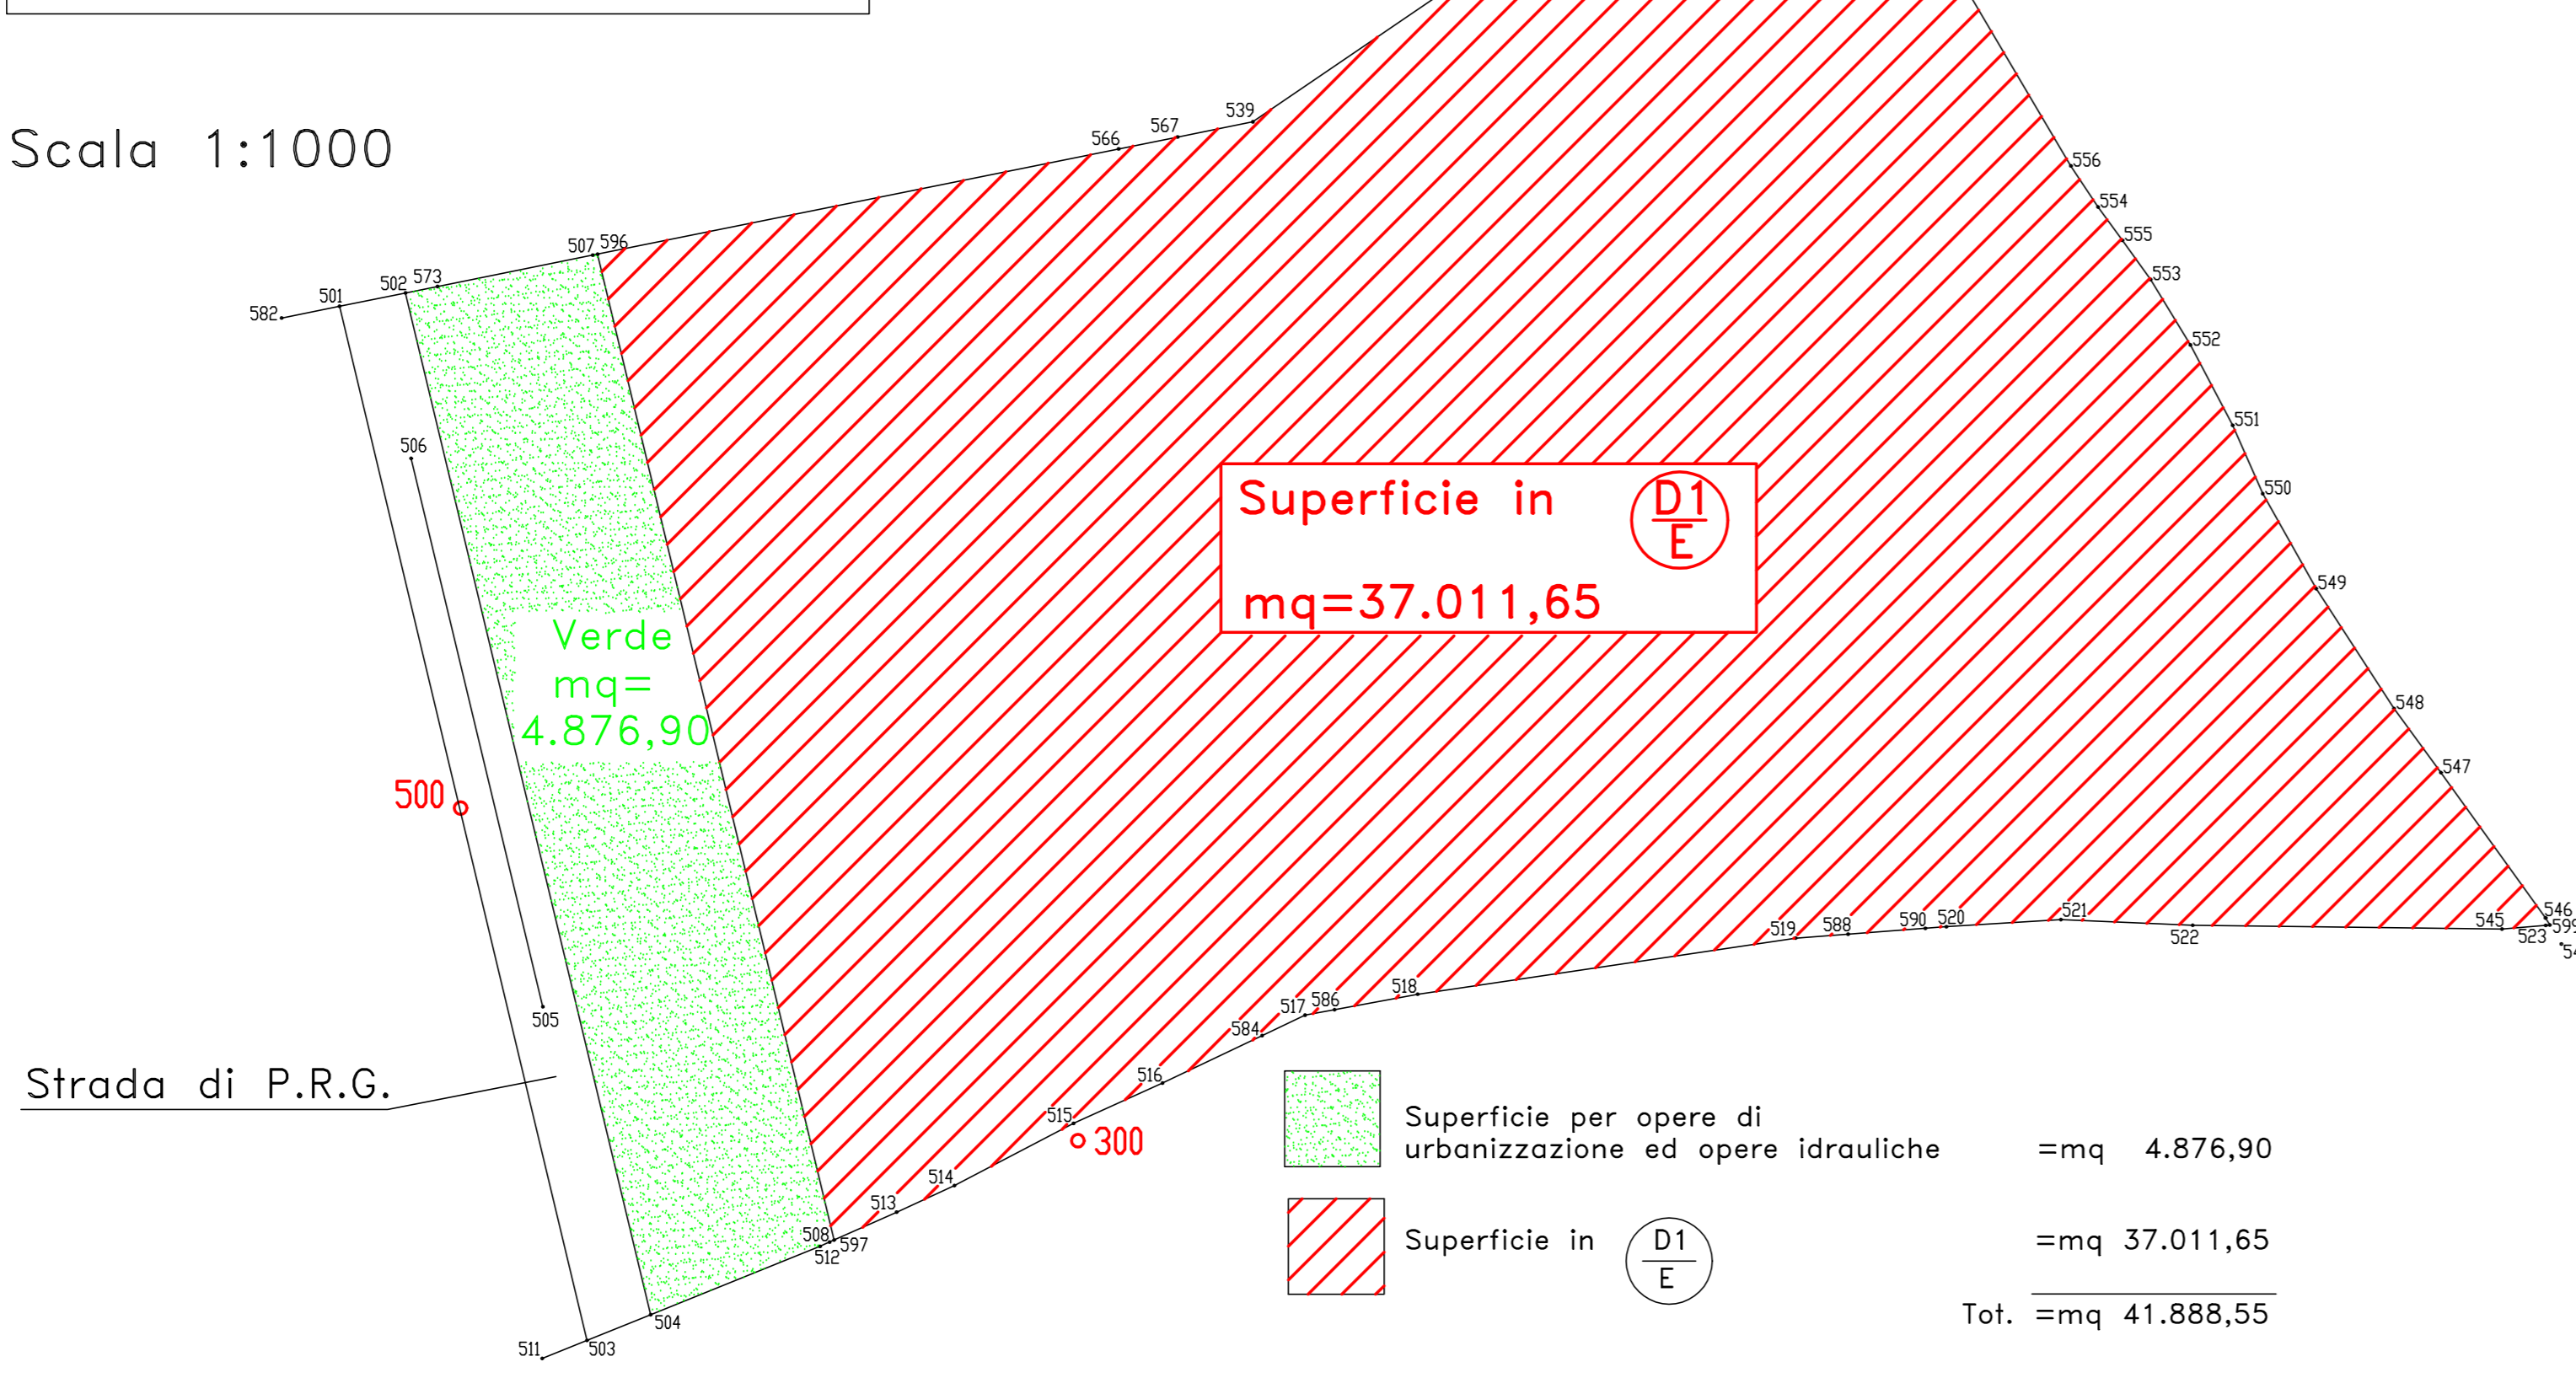 Scala 1:1000
539
567
566
556
554
555
553
552
551
550
549
548
547
507 596
502 573
501
582
506
Superficie in D1
E
mq=37.011,65
Verde
mq=
4.876,90
500
505
Strada di P.R.G.
519 588 590 520 521
522
545 546
523 599
517 586 518
584
516
515
300
514
513
508
597
512
504
503
511
Superficie per opere di
urbanizzazione ed opere idrauliche =mq 4.876,90
Superficie in D1
E
=mq 37.011,65
Tot. =mq 41.888,55